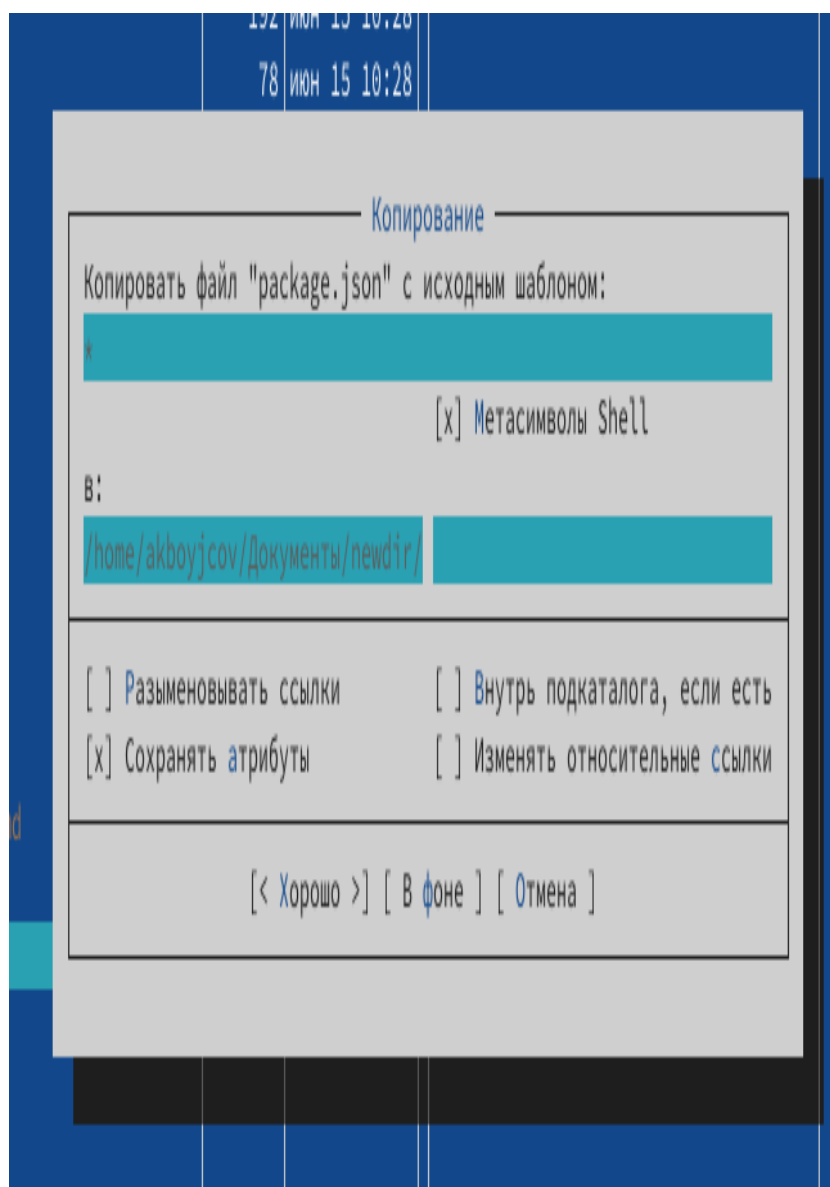 192 июн 15 10:28
78 июн 15 10:28
Копирование
Копировать файл "package.json" с исходным шаблоном:
*
[x] Метасимволы Shell
в:
/home/akboyjcov/Документы/newdir/
[ ] Разыменовывать ссылки [ ] Внутрь подкаталога, если есть
[x] Сохранять атрибуты [ ] Изменять относительные ссылки
[< Хорошо >] [ В фоне ] [ Отмена ]